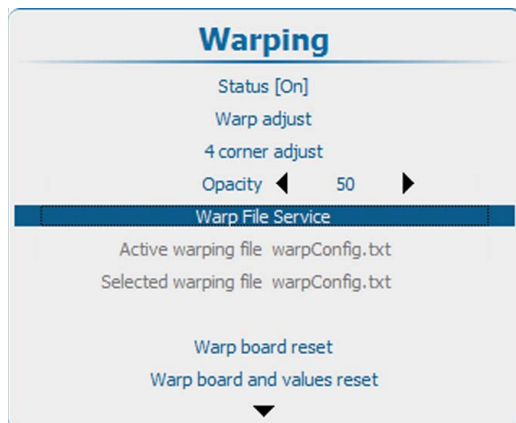 Warping
Status [On]
Warp adjust
4 corner adjust
Opacity 50
Warp File Service
Active warping file warpConfig.txt
Selected warping file warpConfig.txt
Warp board reset
Warp board and values reset